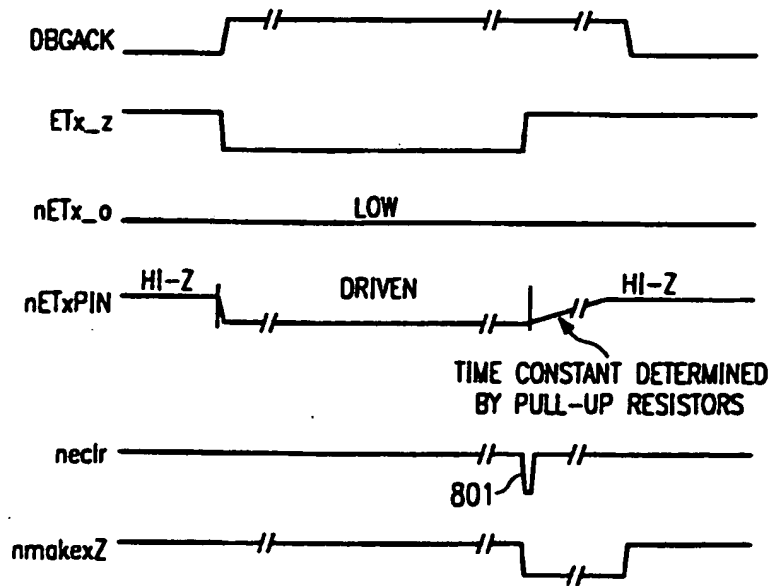 DBGACK
ETx_z
nETx_o
LOW
nETxPIN
HI-Z
DRIVEN
HI-Z
TIME CONSTANT DETERMINED
BY PULL-UP RESISTORS
neclr
801
nmakexZ